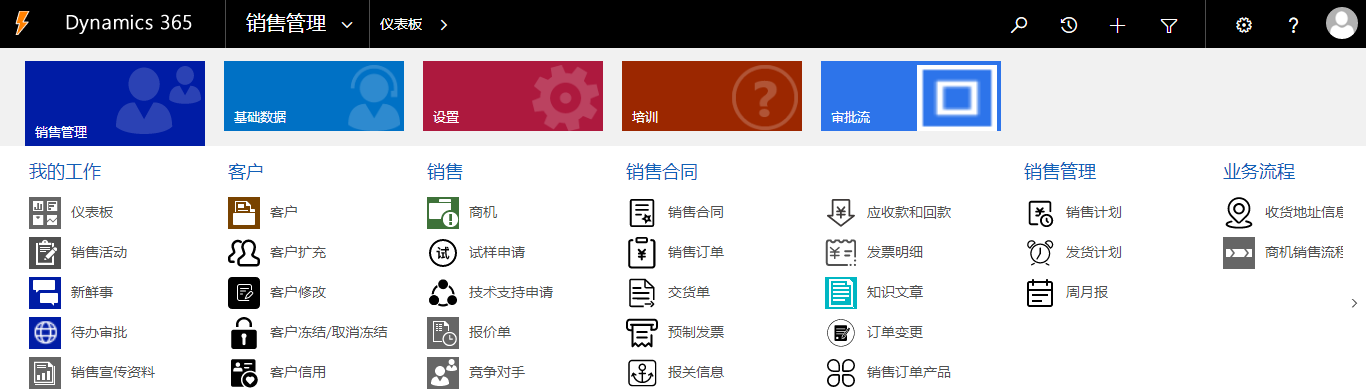 Dynamics 365 销售管理 仪表板
销售管理
基础数据
设置
培训
审批流
我的工作
仪表板
销售活动
新鲜事
待办审批
销售宣传资料
客户
客户
客户扩充
客户修改
客户冻结/取消冻结
客户信用
销售
商机
试 试样申请
技术支持申请
报价单
竞争对手
销售合同
销售合同
销售订单
交货单
预制发票
报关信息
应收款和回款
发票明细
知识文章
订单变更
销售订单产品
销售管理
销售计划
发货计划
周月报
业务流程
收货地址信息
商机销售流程